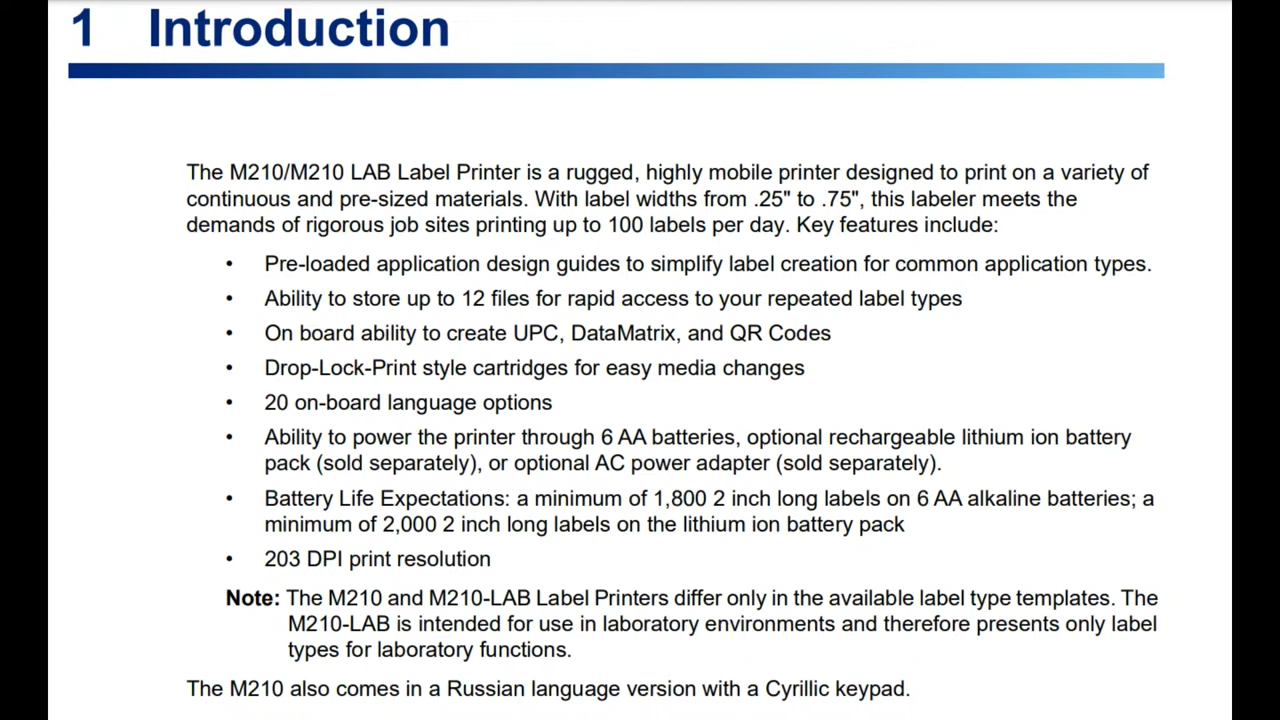 1 Introduction
The M210/M210 LAB Label Printer is a rugged, highly mobile printer designed to print on a variety of
continuous and pre-sized materials. With label widths from .25" to .75", this labeler meets the
demands of rigorous job sites printing up to 100 labels per day. Key features include:
• Pre-loaded application design guides to simplify label creation for common application types.
• Ability to store up to 12 files for rapid access to your repeated label types
• On board ability to create UPC, DataMatrix, and QR Codes
• Drop-Lock-Print style cartridges for easy media changes
• 20 on-board language options
• Ability to power the printer through 6 AA batteries, optional rechargeable lithium ion battery
pack (sold separately), or optional AC power adapter (sold separately).
• Battery Life Expectations: a minimum of 1,800 2 inch long labels on 6 AA alkaline batteries; a
minimum of 2,000 2 inch long labels on the lithium ion battery pack
• 203 DPI print resolution
Note: The M210 and M210-LAB Label Printers differ only in the available label type templates. The
M210-LAB is intended for use in laboratory environments and therefore presents only label
types for laboratory functions.
The M210 also comes in a Russian language version with a Cyrillic keypad.